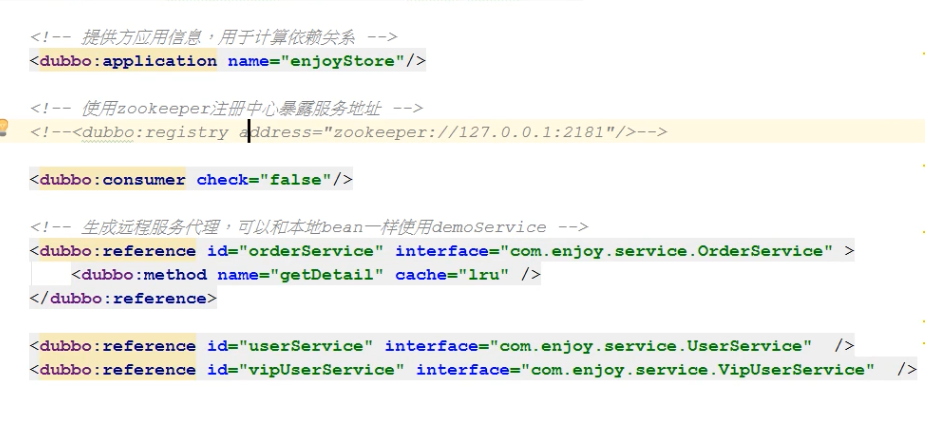 <!-- 提供方应用信息，用于计算依赖关系 -->
<dubbo:application name="enjoyStore"/>
<!-- 使用zookeeper注册中心暴露服务地址 -->
<!--<dubbo:registry address="zookeeper://127.0.0.1:2181"/>-->
<dubbo:consumer check="false"/>
<!-- 生成远程服务代理，可以和本地bean一样使用demoService -->
<dubbo:reference id="orderService" interface="com.enjoy.service.OrderService" >
<dubbo:method name="getDetail" cache="lru" />
</dubbo:reference>
<dubbo:reference id="userService" interface="com.enjoy.service.UserService"  />
<dubbo:reference id="vipUserService" interface="com.enjoy.service.VipUserService"  />